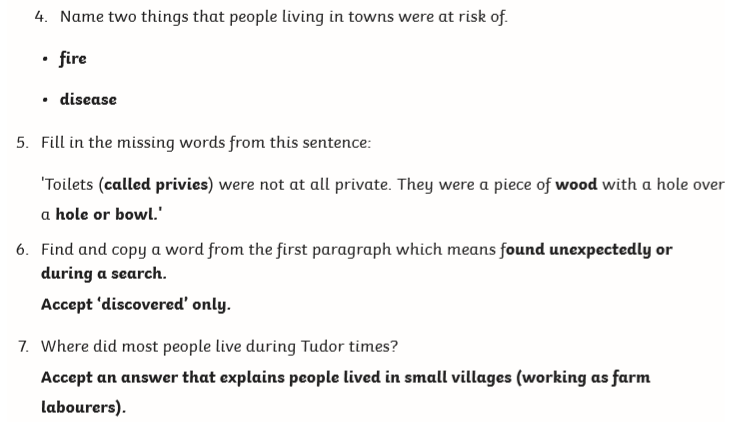 4. Name two things that people living in towns were at risk of.
• fire
• disease
5. Fill in the missing words from this sentence:
'Toilets (called privies) were not at all private. They were a piece of wood with a hole over
a hole or bowl.'
6. Find and copy a word from the first paragraph which means found unexpectedly or
during a search.
Accept 'discovered' only.
7. Where did most people live during Tudor times?
Accept an answer that explains people lived in small villages (working as farm
labourers).